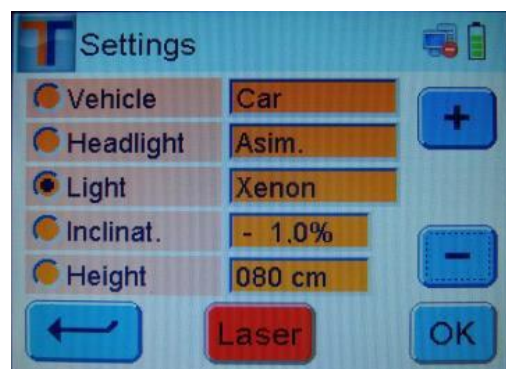 Settings
Vehicle Car
+
Headlight Asim.
Light Xenon
Inclinat. - 1.0%
-
Height 080 cm
Laser OK